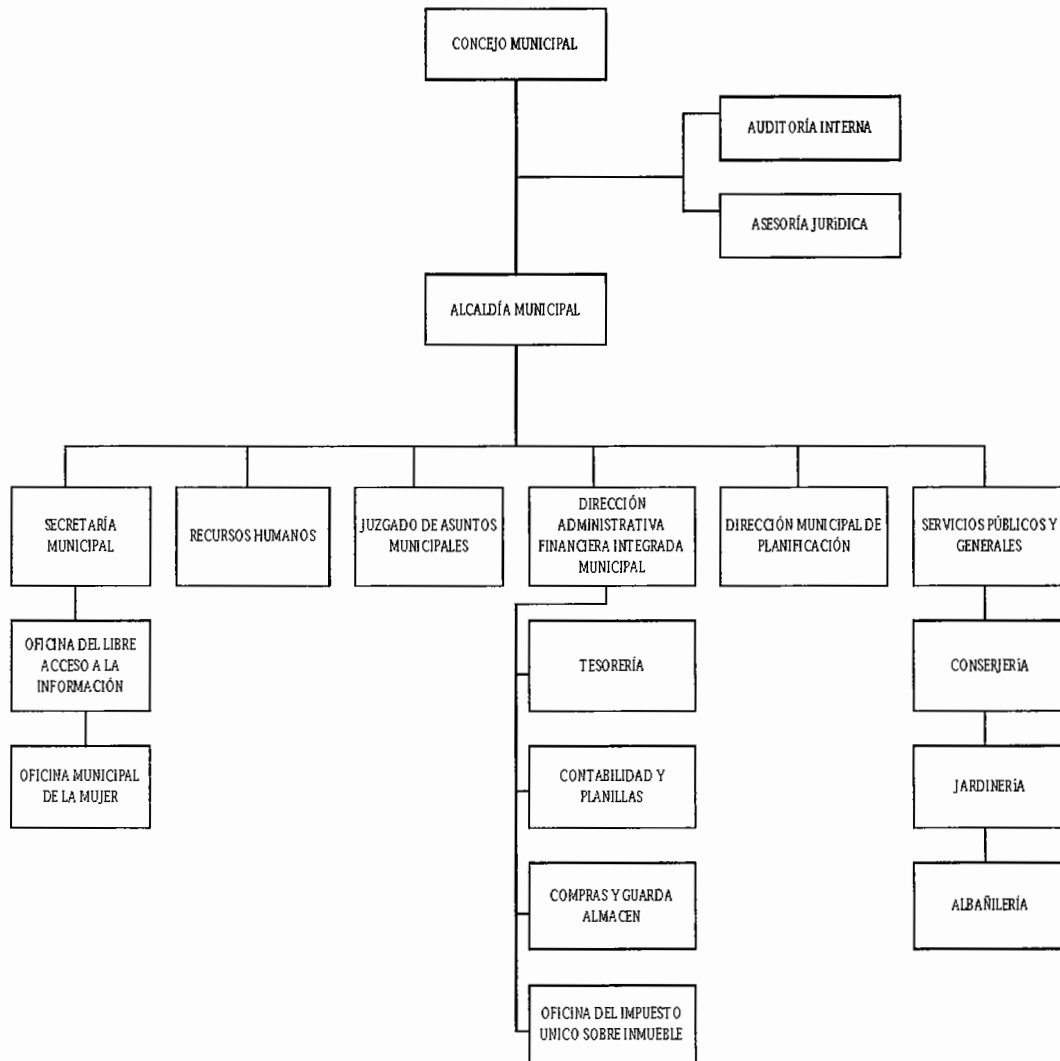 CONCEJO MUNICIPAL
AUDITORÍA INTERNA
ASESORÍA JURíDICA
ALCALDÍA MUNICIPAL
SECRETARÍA
MUNICIPAL
RECURSOS HUMANOS
JUZGADO DE ASUNTOS
MUNICIPALES
DIRECCIÓN
ADMINISTRATIVA
FINANCIERA INTEGRADA
MUNICIPAL
DIRECCIÓN MUNICIPAL DE
PLANIFICACIÓN
SERVICIOS PÚBLICOS Y
GENERALES
OFICINA DEL LIBRE
ACCESO A LA
INFORMACIÓN
OFICINA MUNICIPAL
DE LA MUJER
TESORERÍA
CONTABILIDAD Y
PLANILLAS
COMPRAS Y GUARDA
ALMACEN
OFICINA DEL IMPUESTO
UNICO SOBRE INMUEBLE
CONSERJERíA
JARDINERíA
ALBAÑILERÍA